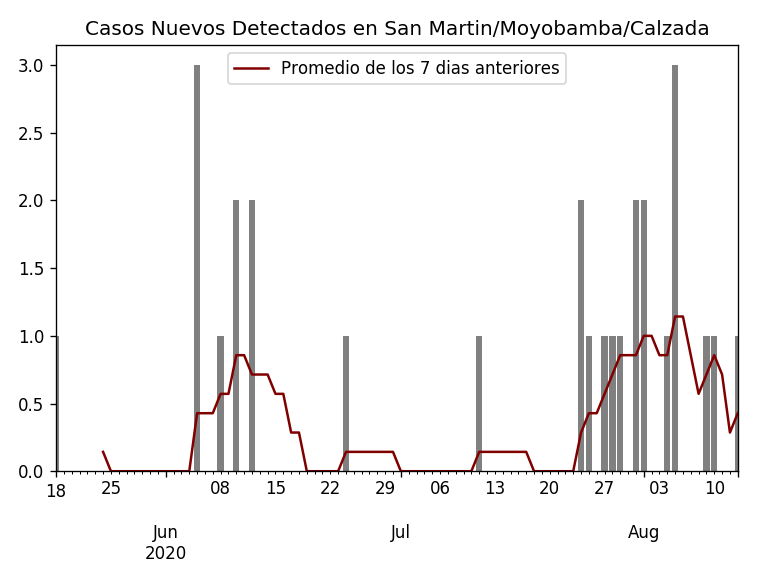 Casos Nuevos Detectados en San Martin/Moyobamba/Calzada
Promedio de los 7 dias anteriores
3.0
2.5
2.0
1.5
1.0
0.5
0.0
18 25 08 15 22 29 06 13 20 27 03 10
Jun Jul Aug
2020